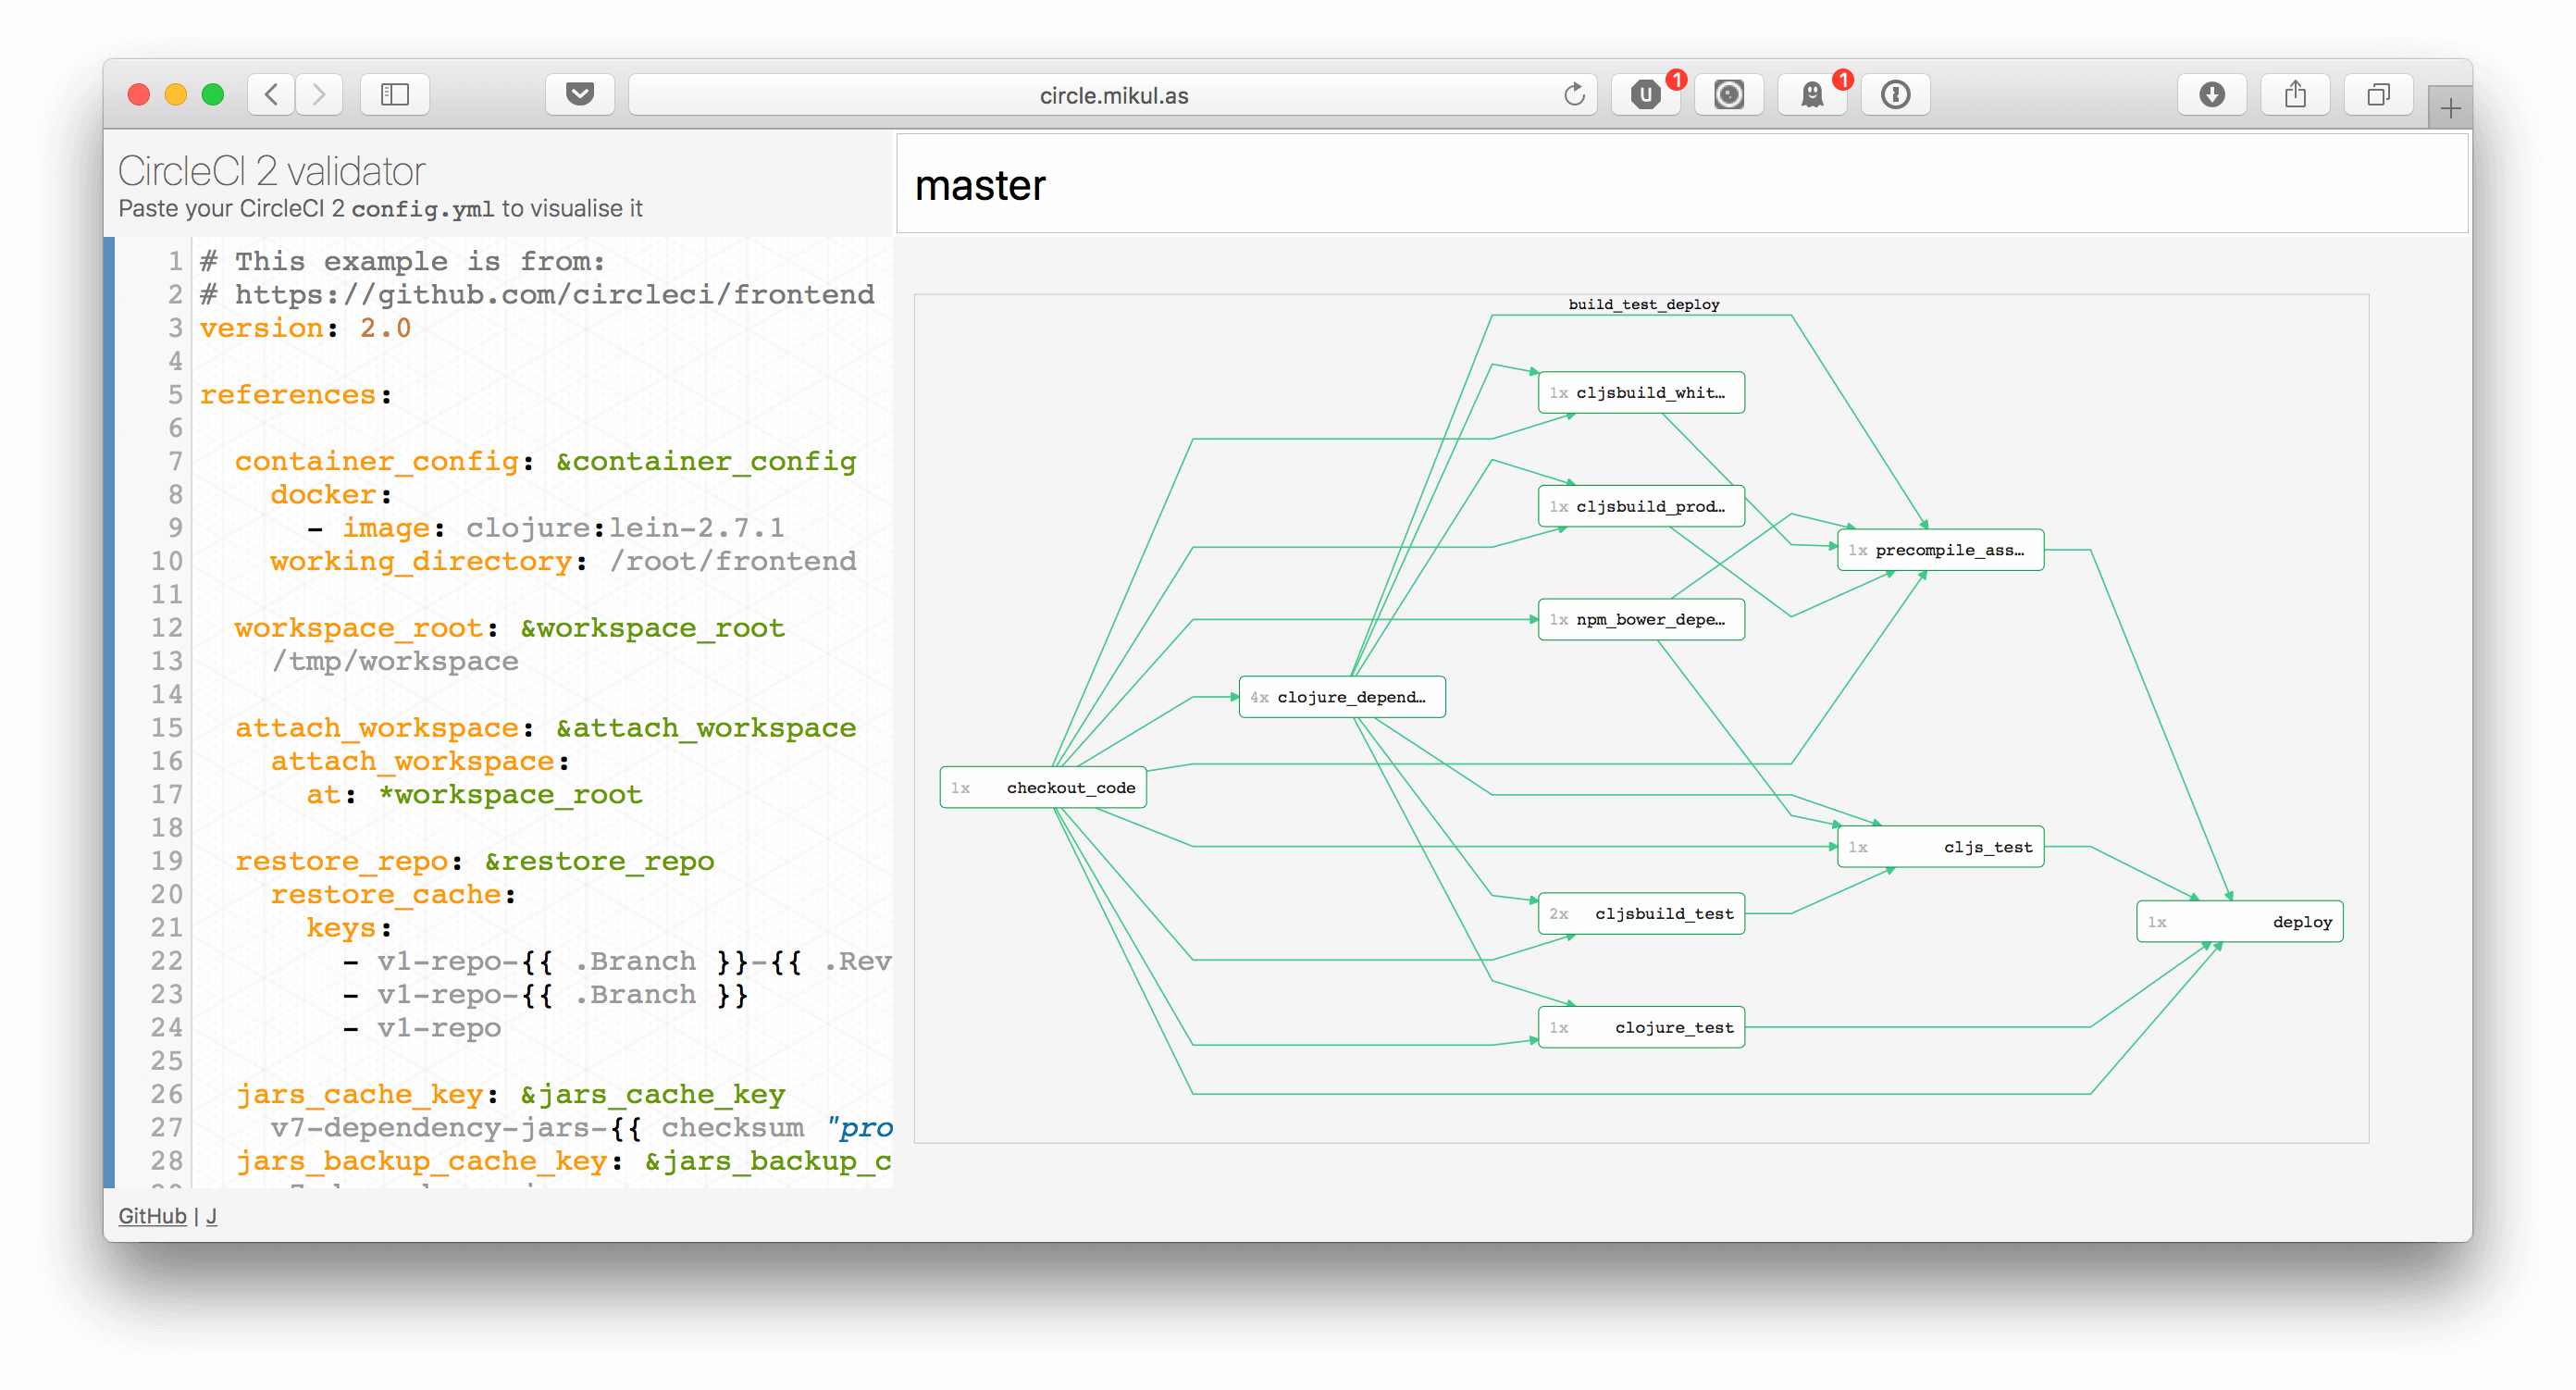 circle.mikul.as
1
1
CircleCI 2 validator
Paste your CircleCI 2 config.yml to visualise it
1 # This example is from:
2 # https://github.com/circleci/frontend
3 version: 2.0
4
5 references:
6
7 container_config: &container_config
8 docker:
9 - image: clojure:lein-2.7.1
10 working_directory: /root/frontend
11
12 workspace_root: &workspace_root
13 /tmp/workspace
14
15 attach_workspace: &attach_workspace
16 attach_workspace:
17 at: *workspace_root
18
19 restore_repo: &restore_repo
20 restore_cache:
21 keys:
22 - v1-repo-{{ .Branch }}-{{ .Rev
23 - v1-repo-{{ .Branch }}
24 - v1-repo
25
26 jars_cache_key: &jars_cache_key
27 v7-dependency-jars-{{ checksum "pro
28 jars_backup_cache_key: &jars_backup_c
GitHub | J
master
build_test_deploy
1x cljsbuild_whit…
1x cljsbuild_prod…
1x precompile_ass…
1x npm_bower_depe…
4x clojure_depend…
1x checkout_code
1x cljs_test
2x cljsbuild_test
1x deploy
1x clojure_test